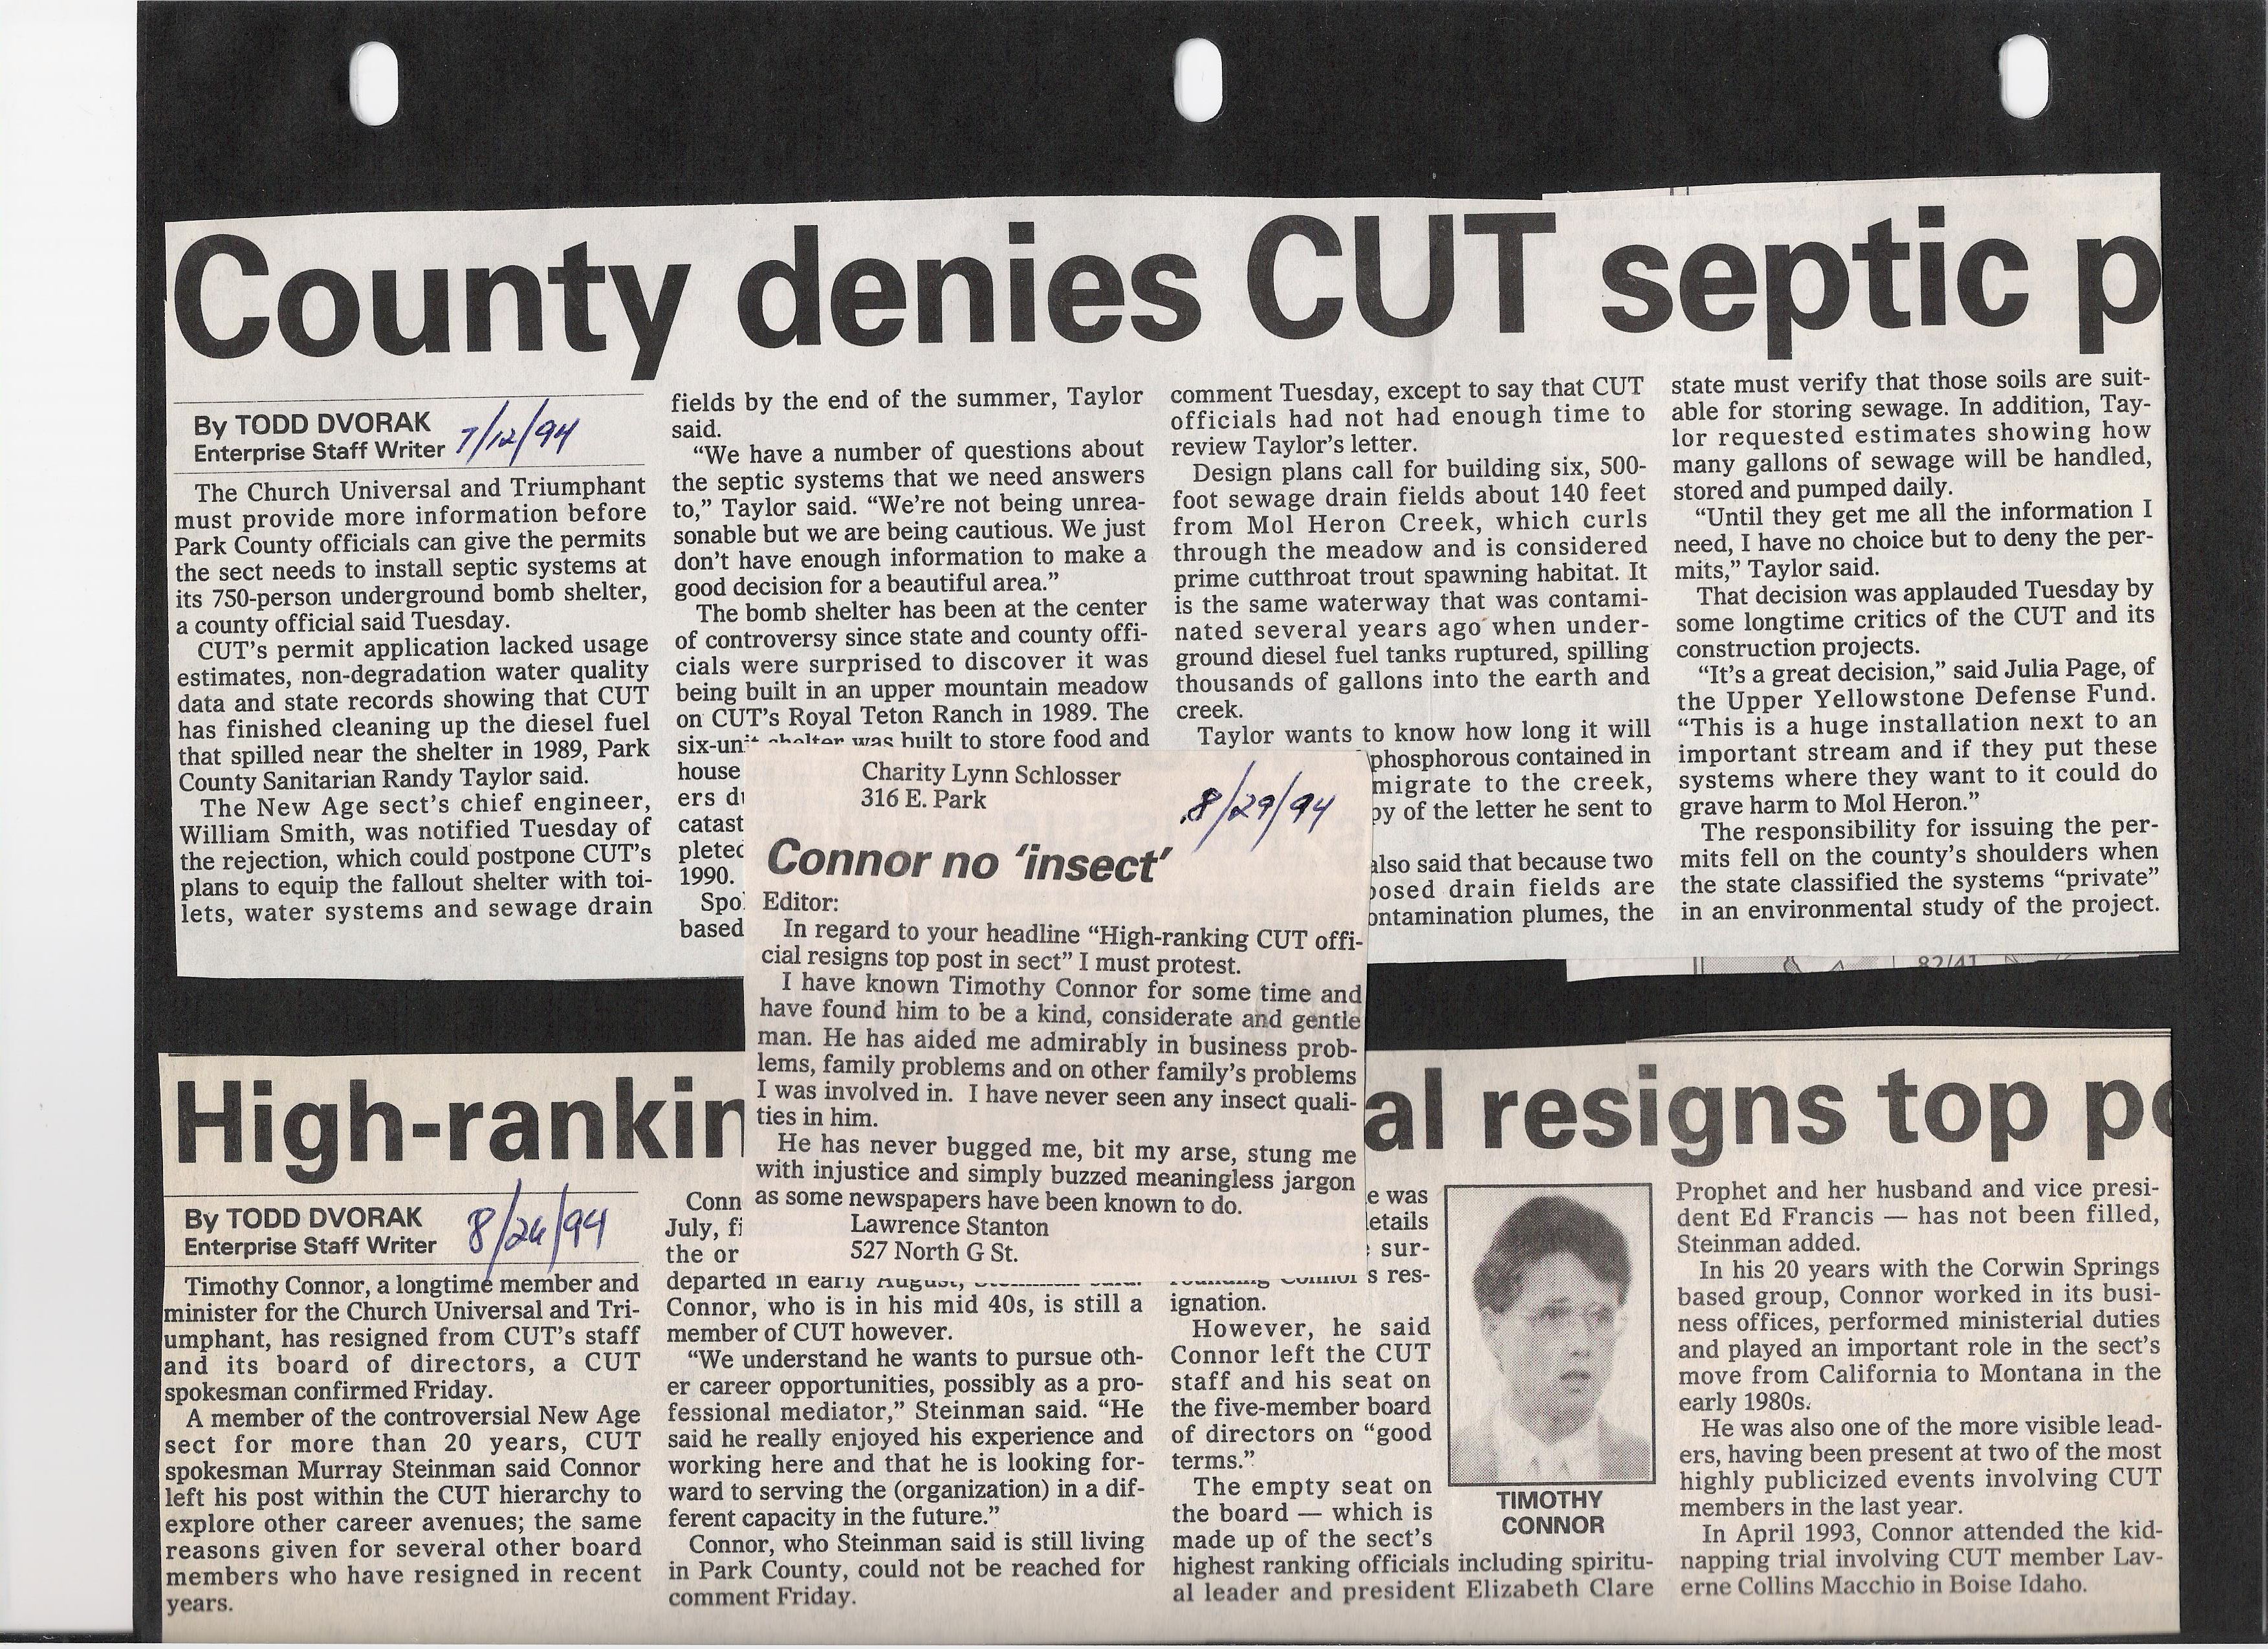 County denies CUT septic p
By TODD DVORAK
Enterprise Staff Writer 7/12/94
The Church Universal and Triumphant
must provide more information before
Park County officials can give the permits
the sect needs to install septic systems at
its 750-person underground bomb shelter,
a county official said Tuesday.
CUT's permit application lacked usage
estimates, non-degradation water quality
data and state records showing that CUT
has finished cleaning up the diesel fuel
that spilled near the shelter in 1989, Park
County Sanitarian Randy Taylor said.
The New Age sect's chief engineer,
William Smith, was notified Tuesday of
the rejection, which could postpone CUT's
plans to equip the fallout shelter with toi-
lets, water systems and sewage drain
fields by the end of the summer, Taylor
said.
“We have a number of questions about
the septic systems that we need answers
to,” Taylor said. “We're not being unrea-
sonable but we are being cautious. We just
don't have enough information to make a
good decision for a beautiful area.”
The bomb shelter has been at the center
of controversy since state and county offi-
cials were surprised to discover it was
being built in an upper mountain meadow
on CUT's Royal Teton Ranch in 1989. The
six-unit shelter was built to store food and
house
ers du
catast
pleted
1990.
Spo
based
comment Tuesday, except to say that CUT
officials had not had enough time to
review Taylor's letter.
Design plans call for building six, 500-
foot sewage drain fields about 140 feet
from Mol Heron Creek, which curls
through the meadow and is considered
prime cutthroat trout spawning habitat. It
is the same waterway that was contami-
nated several years ago when under-
ground diesel fuel tanks ruptured, spilling
thousands of gallons into the earth and
creek.
Taylor wants to know how long it will
phosphorous contained in
migrate to the creek,
py of the letter he sent to
also said that because two
posed drain fields are
ontamination plumes, the
state must verify that those soils are suit-
able for storing sewage. In addition, Tay-
lor requested estimates showing how
many gallons of sewage will be handled,
stored and pumped daily.
“Until they get me all the information I
need, I have no choice but to deny the per-
mits,” Taylor said.
That decision was applauded Tuesday by
some longtime critics of the CUT and its
construction projects.
“It's a great decision,” said Julia Page, of
the Upper Yellowstone Defense Fund.
“This is a huge installation next to an
important stream and if they put these
systems where they want to it could do
grave harm to Mol Heron.”
The responsibility for issuing the per-
mits fell on the county's shoulders when
the state classified the systems “private”
in an environmental study of the project.
82/41
Charity Lynn Schlosser
316 E. Park
8/29/94
Connor no ‘insect’
Editor:
In regard to your headline “High-ranking CUT offi-
cial resigns top post in sect” I must protest.
I have known Timothy Connor for some time and
have found him to be a kind, considerate and gentle
man. He has aided me admirably in business prob-
lems, family problems and on other family's problems
I was involved in. I have never seen any insect quali-
ties in him.
He has never bugged me, bit my arse, stung me
with injustice and simply buzzed meaningless jargon
as some newspapers have been known to do.
Lawrence Stanton
527 North G St.
High-rankin al resigns top po
By TODD DVORAK
Enterprise Staff Writer 8/26/94
Timothy Connor, a longtime member and
minister for the Church Universal and Tri-
umphant, has resigned from CUT's staff
and its board of directors, a CUT
spokesman confirmed Friday.
A member of the controversial New Age
sect for more than 20 years, CUT
spokesman Murray Steinman said Connor
left his post within the CUT hierarchy to
explore other career avenues; the same
reasons given for several other board
members who have resigned in recent
years.
Conn
July, fi
the or
departed in early August,
Connor, who is in his mid 40s, is still a
member of CUT however.
“We understand he wants to pursue oth-
er career opportunities, possibly as a pro-
fessional mediator,” Steinman said. “He
said he really enjoyed his experience and
working here and that he is looking for-
ward to serving the (organization) in a dif-
ferent capacity in the future.”
Connor, who Steinman said is still living
in Park County, could not be reached for
comment Friday.
e was
etails
sur-
rounding Connor's res-
ignation.
However, he said
Connor left the CUT
staff and his seat on
the five-member board
of directors on “good
terms.”
The empty seat on
the board — which is
made up of the sect's
highest ranking officials including spiritu-
al leader and president Elizabeth Clare
TIMOTHY
CONNOR
Prophet and her husband and vice presi-
dent Ed Francis — has not been filled,
Steinman added.
In his 20 years with the Corwin Springs
based group, Connor worked in its busi-
ness offices, performed ministerial duties
and played an important role in the sect's
move from California to Montana in the
early 1980s.
He was also one of the more visible lead-
ers, having been present at two of the most
highly publicized events involving CUT
members in the last year.
In April 1993, Connor attended the kid-
napping trial involving CUT member Lav-
erne Collins Macchio in Boise Idaho.